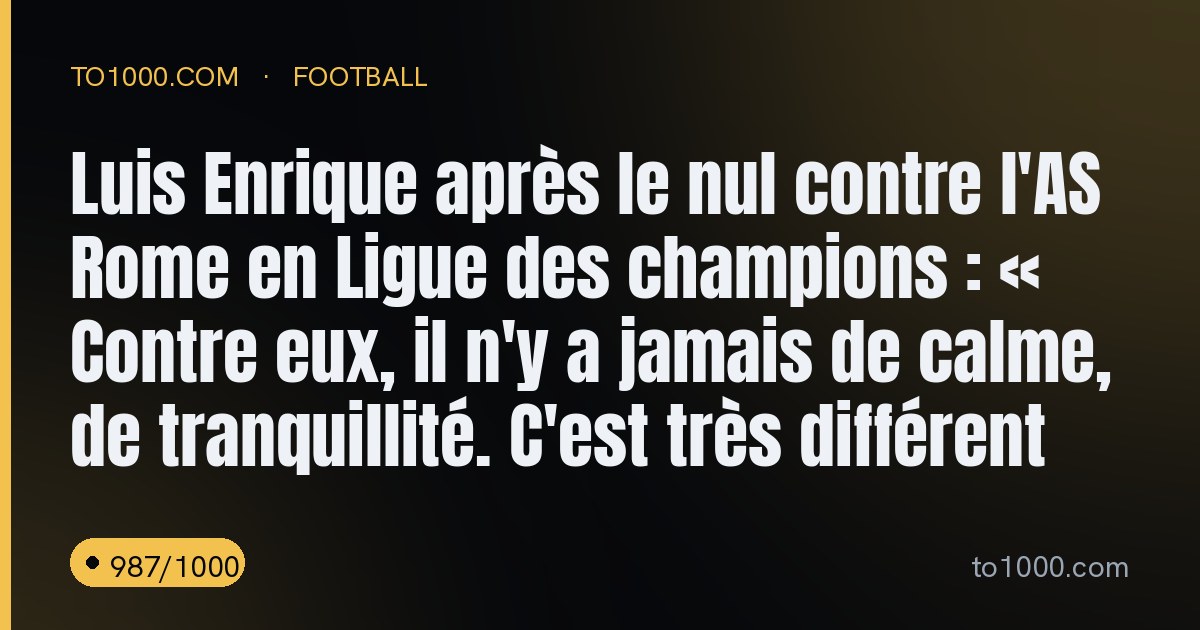 TO1000.COM · FOOTBALL
Luis Enrique après le nul contre l'AS
Rome en Ligue des champions : «
Contre eux, il n'y a jamais de calme,
de tranquillité. C'est très différent
987/1000
to1000.com